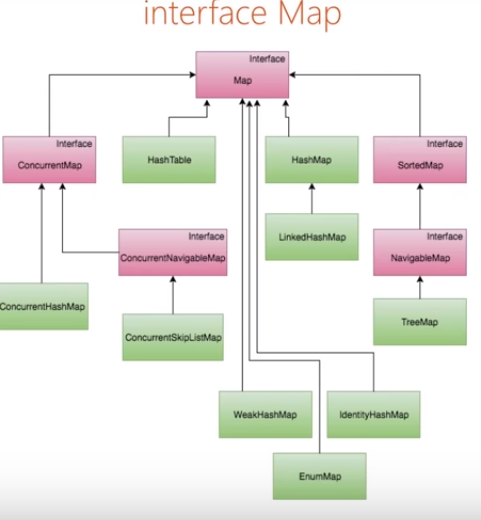 interface Map
Interface
Map
Interface
ConcurrentMap
HashTable
HashMap
Interface
SortedMap
LinkedHashMap
Interface
ConcurrentNavigableMap
Interface
NavigableMap
ConcurrentHashMap
ConcurrentSkipListMap
TreeMap
WeakHashMap
IdentityHashMap
EnumMap